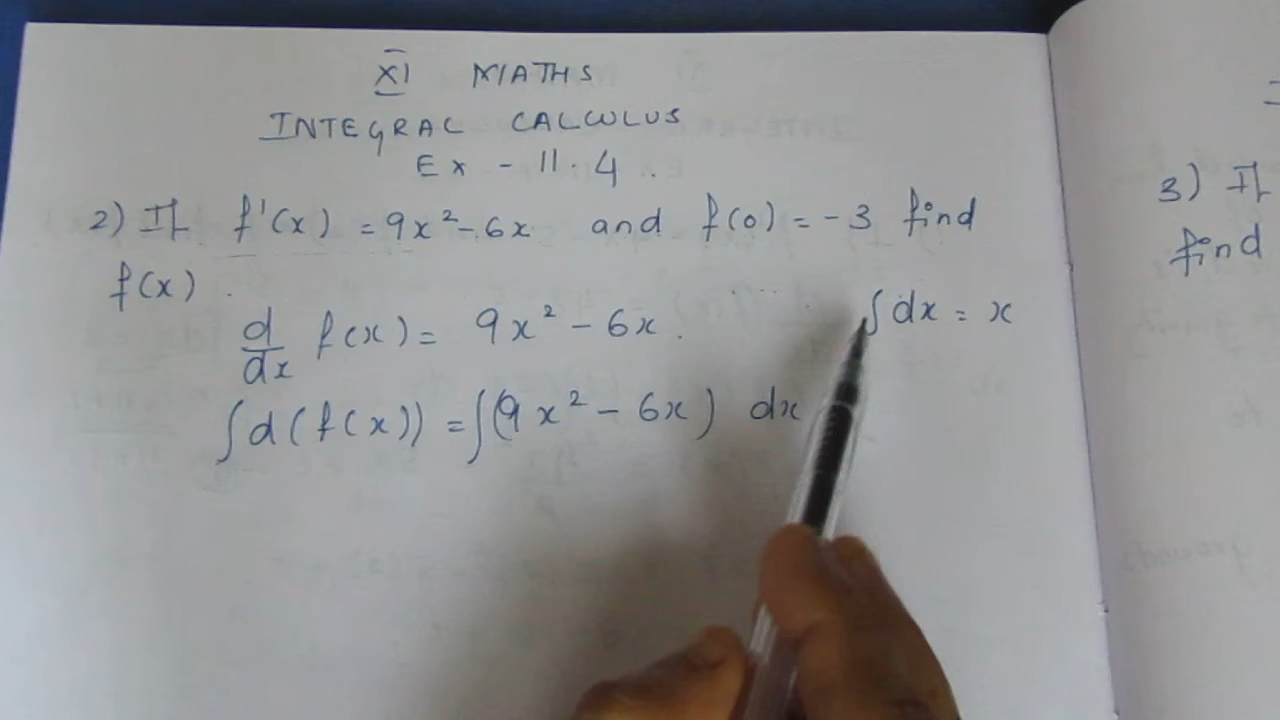 XI MATHS
INTEGRAL CALCULUS
Ex - 11.4.
2) If f'(x) = 9x² - 6x and f(0) = -3 find
f(x).
d/dx f(x) = 9x² - 6x.
∫dx = x
∫d(f(x)) = ∫(9x² - 6x) dx
3) If
find